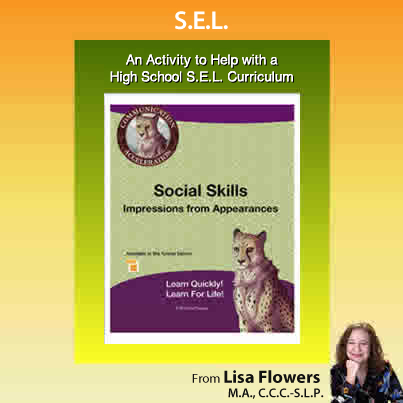 S.E.L.
An Activity to Help with a
High School S.E.L. Curriculum
COMMUNICATION
ACCELERATION
Social Skills
Impressions from Appearances
Learn Quickly!
Learn For Life!
From Lisa Flowers
M.A., C.C.C.-S.L.P.